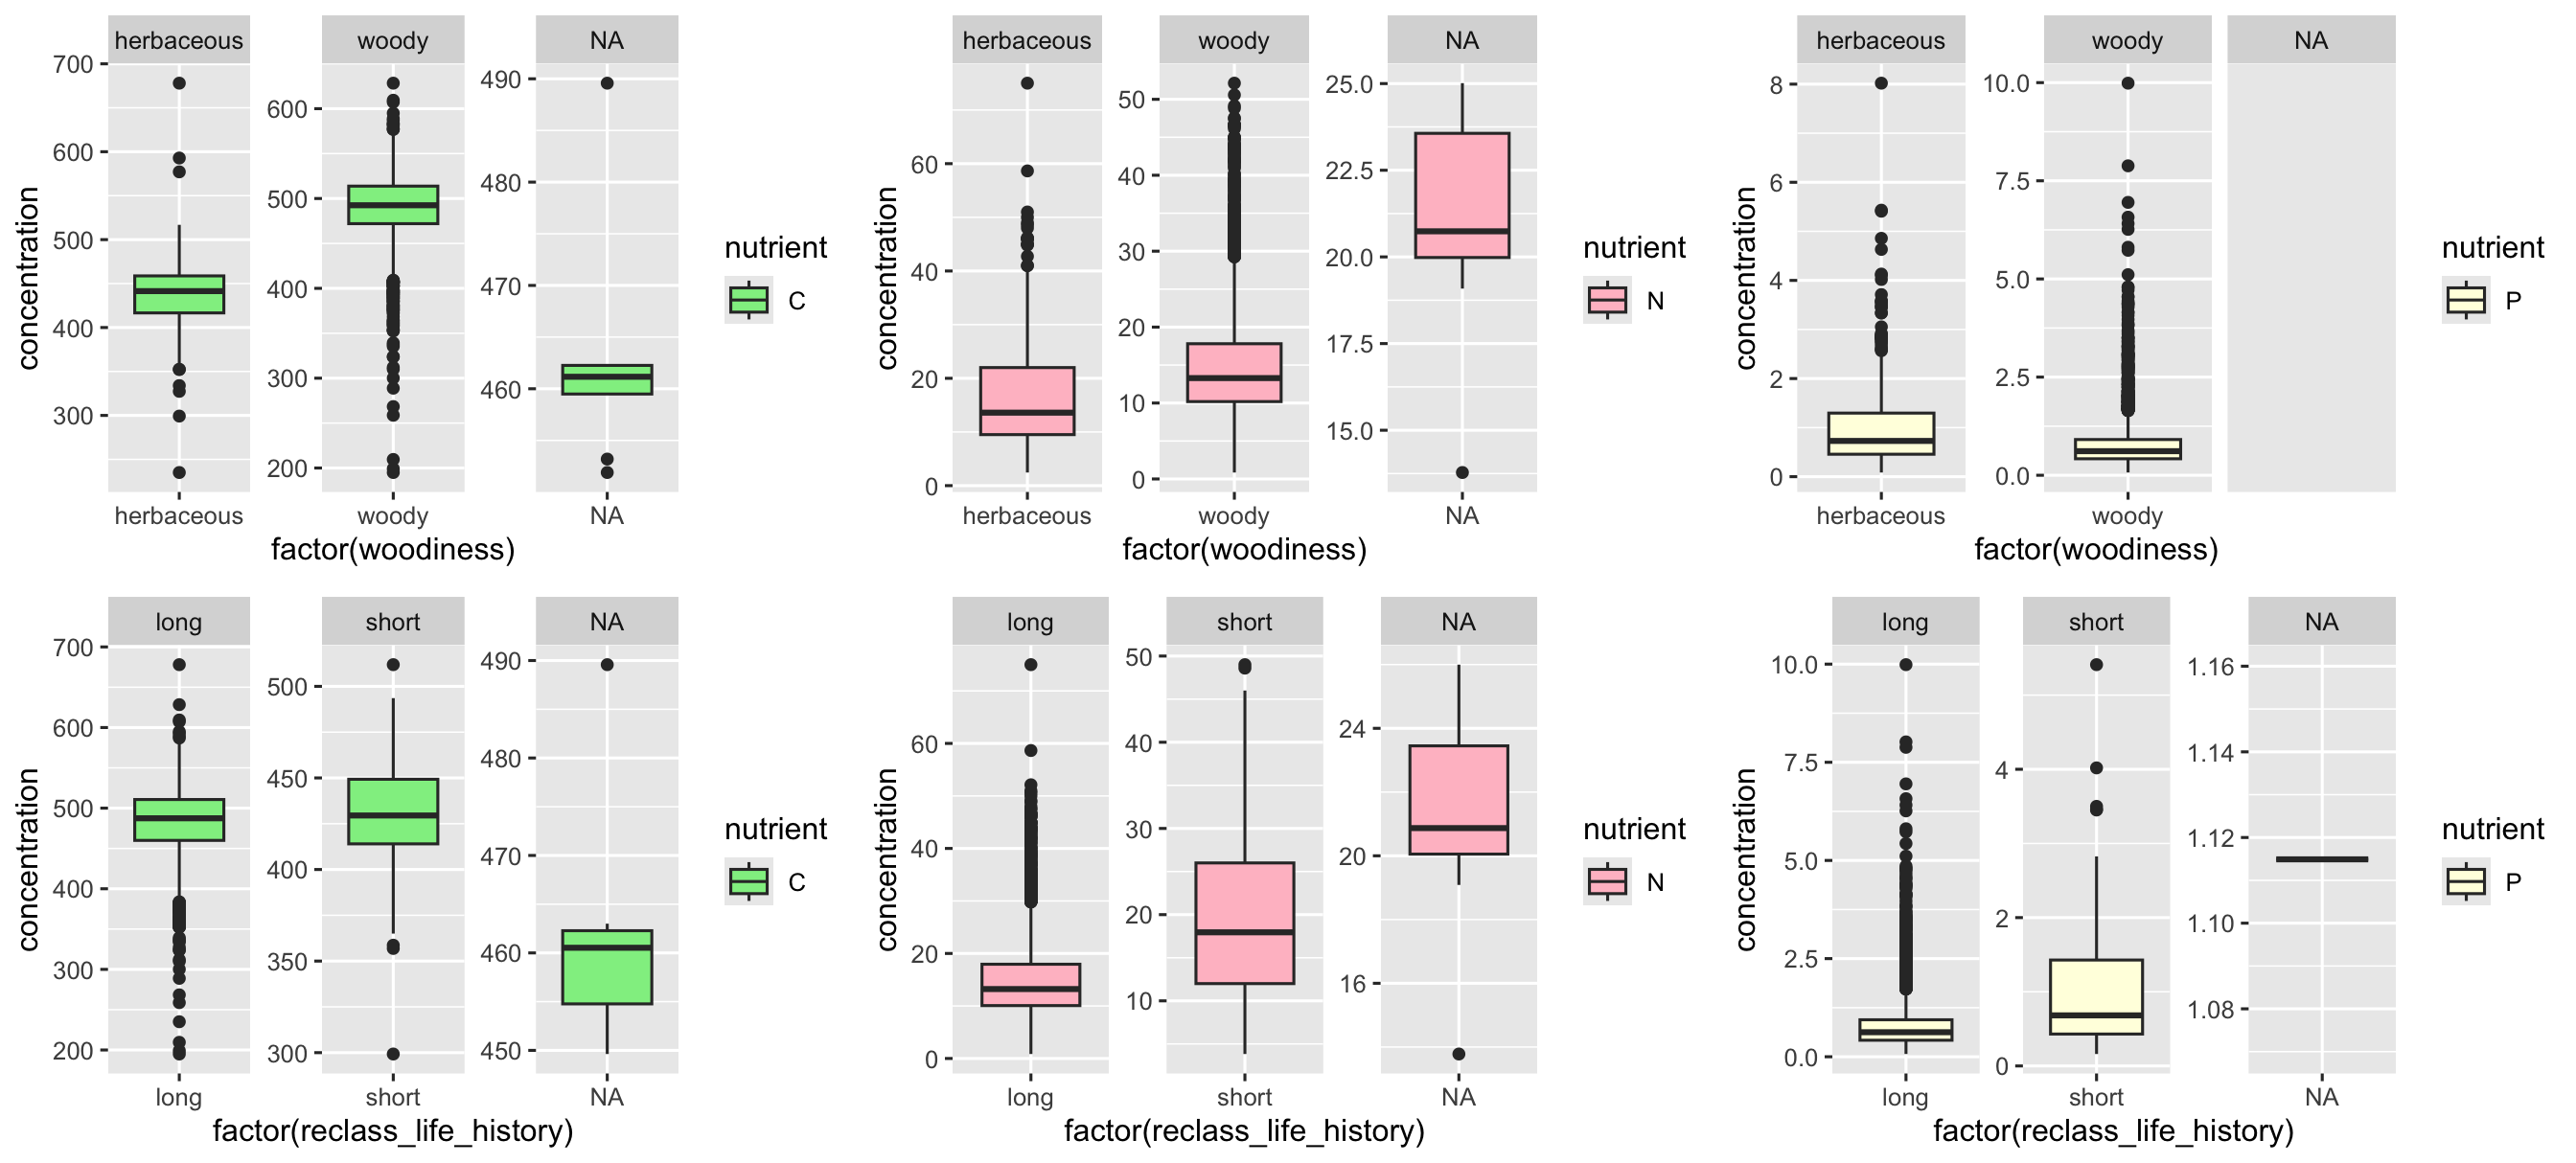 herbaceous woody NA
700
600
500
400
300
600
500
400
300
200
490
480
470
460
concentration
herbaceous woody NA
factor(woodiness)
nutrient
C
herbaceous woody NA
60
40
20
0
50
40
30
20
10
0
25.0
22.5
20.0
17.5
15.0
concentration
herbaceous woody NA
factor(woodiness)
nutrient
N
herbaceous woody NA
8
6
4
2
0
10.0
7.5
5.0
2.5
0.0
concentration
herbaceous woody
factor(woodiness)
nutrient
P
long short NA
700
600
500
400
300
200
500
450
400
350
300
490
480
470
460
450
concentration
long short NA
factor(reclass_life_history)
nutrient
C
long short NA
60
40
20
0
50
40
30
20
10
24
20
16
concentration
long short NA
factor(reclass_life_history)
nutrient
N
long short NA
10.0
7.5
5.0
2.5
0.0
4
2
0
1.16
1.14
1.12
1.10
1.08
concentration
long short NA
factor(reclass_life_history)
nutrient
P